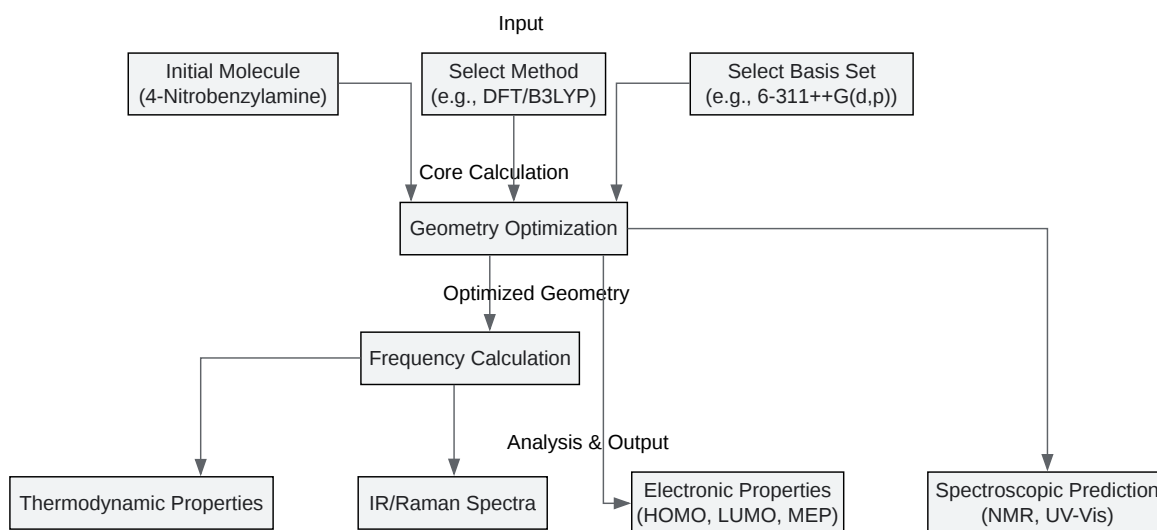 Input
Initial Molecule
(4-Nitrobenzylamine)
Select Method
(e.g., DFT/B3LYP)
Select Basis Set
(e.g., 6-311++G(d,p))
Core Calculation
Geometry Optimization
Optimized Geometry
Frequency Calculation
Analysis & Output
Thermodynamic Properties
IR/Raman Spectra
Electronic Properties
(HOMO, LUMO, MEP)
Spectroscopic Prediction
(NMR, UV-Vis)